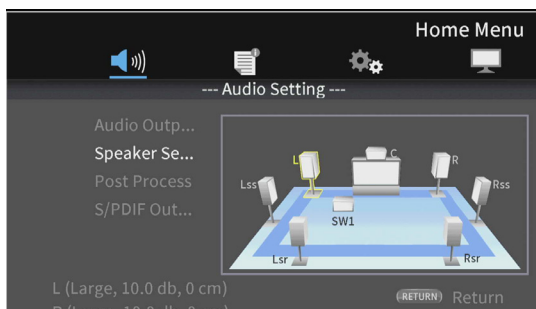 Home Menu
--- Audio Setting ---
Audio Outp...
Speaker Se...
Post Process
S/PDIF Out...
L
C
R
Lss
Rss
SW1
Lsr
Rsr
L (Large, 10.0 db, 0 cm)
RETURN Return